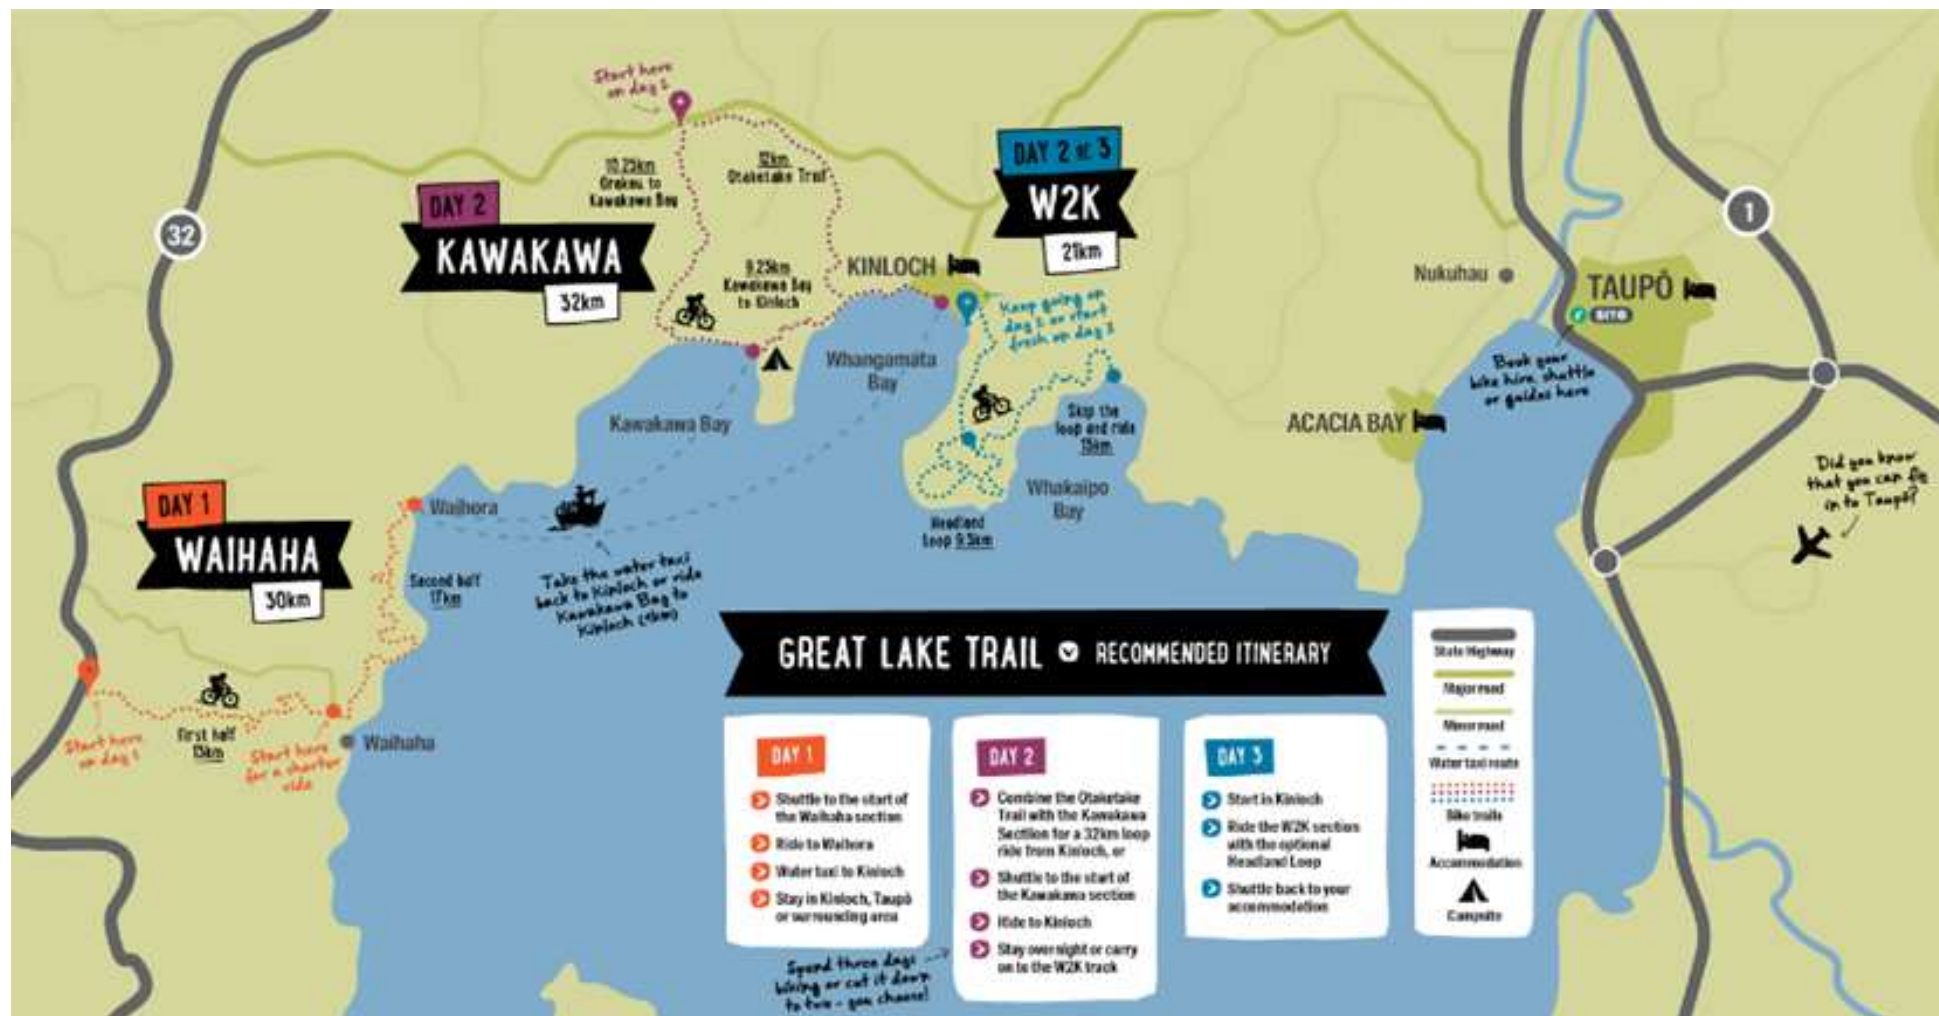 Start here
on day 2
10.25km
Orakau to
Kawakawa Bay
12km
Otaketake Trail
DAY 2
KAWAKAWA
32km
9.25km
Kawakawa Bay
to Kinloch
KINLOCH
DAY 2 or 3
W2K
21km
Keep going on
day 2 or start
fresh on day 3
32
1
Nukuhau
TAUPŌ
Book your
bike hire, shuttle
or guides here
ACACIA BAY
Did you know
that you can fly
in to Taupō?
Whangamata
Bay
Kawakawa Bay
Skip the
loop and ride
Whakaipo
Bay
Headland
Loop 9.5km
DAY 1
WAIHAHA
30km
Waihora
Second half
17km
Take the water taxi
back to Kinloch or ride
Kawakawa Bay to
Kinloch (9km)
Start here
on day 1
First half
13km
Start here
for a shorter
ride
Waihaha
GREAT LAKE TRAIL RECOMMENDED ITINERARY
DAY 1
Shuttle to the start of
the Waihaha section
Ride to Waihora
Water taxi to Kinloch
Stay in Kinloch, Taupō
or surrounding area
DAY 2
Combine the Otaketake
Trail with the Kawakawa
Section for a 32km loop
ride from Kinloch, or
Shuttle to the start of
the Kawakawa section
Ride to Kinloch
Stay overnight or carry
on to the W2K track
DAY 3
Start in Kinloch
Ride the W2K section
with the optional
Headland Loop
Shuttle back to your
accommodation
Spend three days
biking or cut it down
to two - you choose!
State Highway
Major road
Minor road
Water taxi route
Bike trails
Accommodation
Campsite